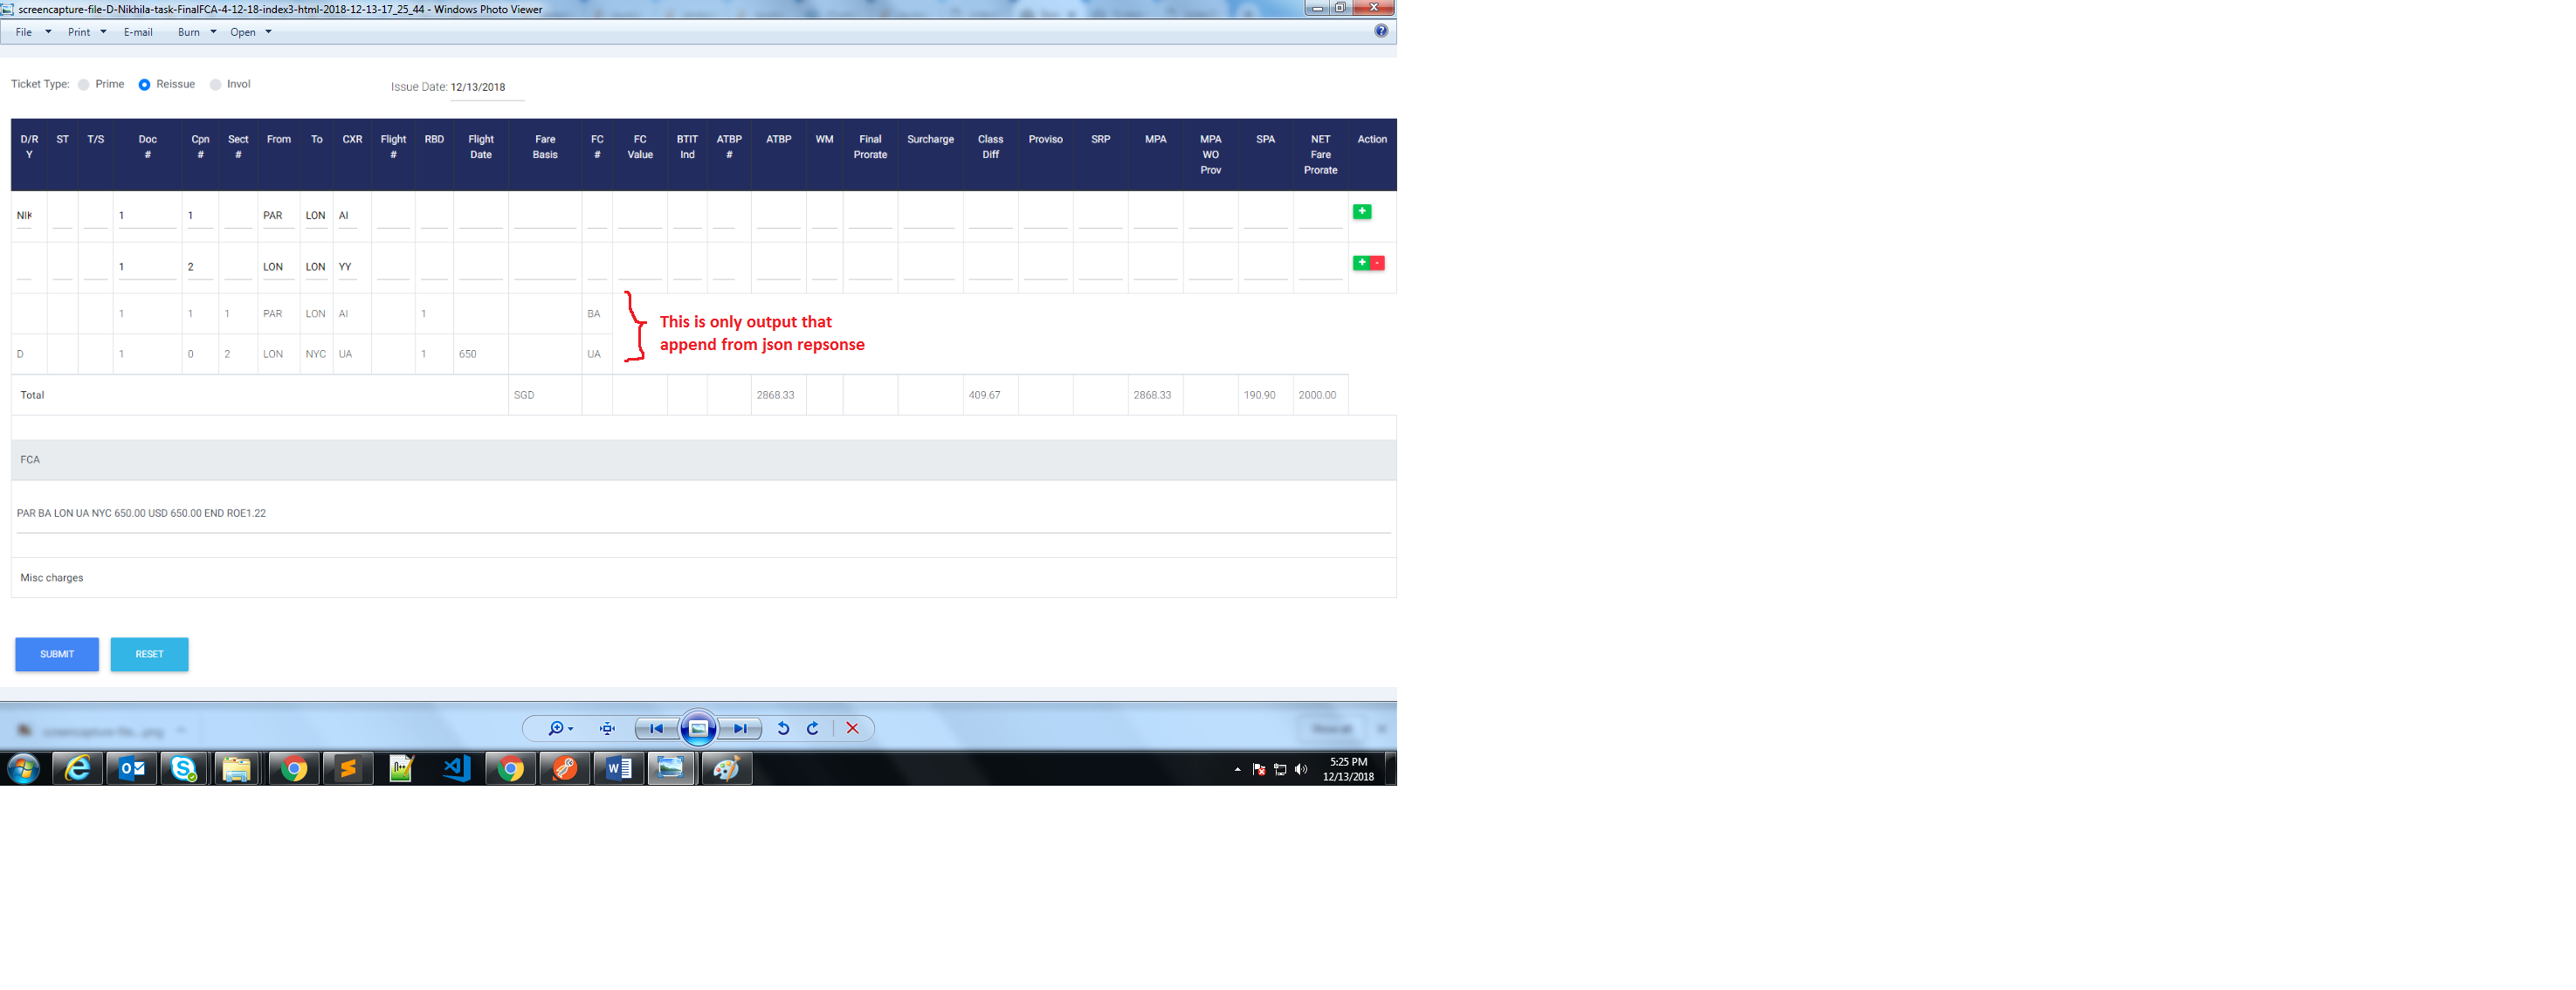 screencapture-file-D-Nikhila-task-FinalFCA-4-12-18-index3-html-2018-12-13-17_25_44 - Windows Photo Viewer
File Print E-mail Burn Open
Ticket Type: Prime Reissue Invol Issue Date: 12/13/2018
D/R Y ST T/S Doc # Cpn # Sect # From To CXR Flight # RBD Flight Date Fare Basis FC # FC Value BTIT Ind ATBP # ATBP WM Final Prorate Surcharge Class Diff Proviso SRP MPA MPA WO Prov SPA NET Fare Prorate Action
NIK 1 1 PAR LON AI +
1 2 LON LON YY + -
1 1 1 PAR LON AI 1 BA
D 1 0 2 LON NYC UA 1 650 UA
This is only output that
append from json repsonse
Total SGD 2868.33 409.67 2868.33 190.90 2000.00
FCA
PAR BA LON UA NYC 650.00 USD 650.00 END ROE1.22
Misc charges
SUBMIT RESET
5:25 PM
12/13/2018